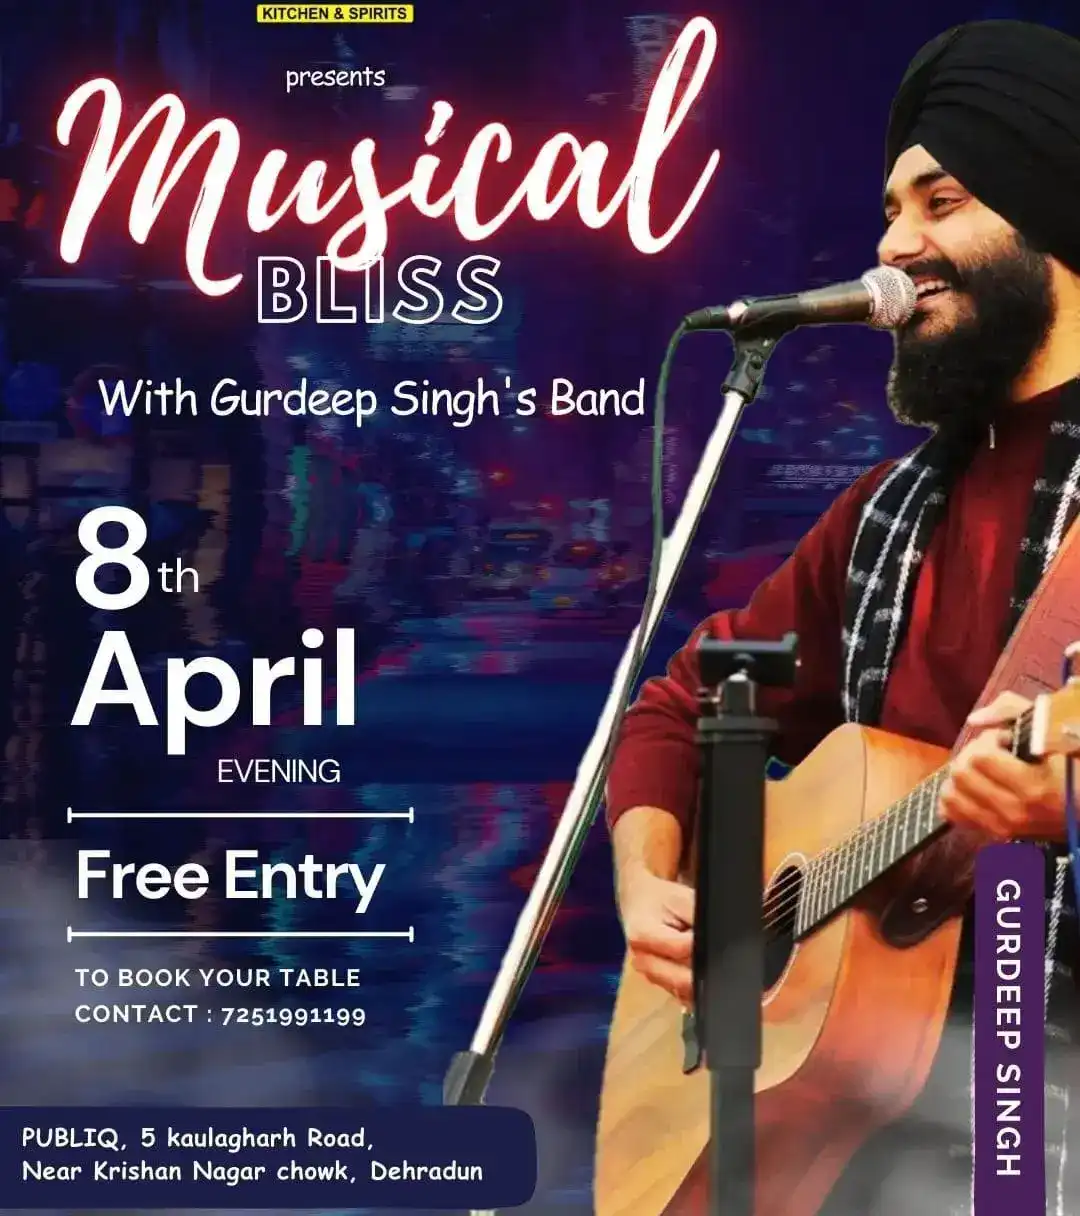 KITCHEN & SPIRITS
presents
Musical
BLISS
With Gurdeep Singh's Band
8th
April
EVENING
Free Entry
TO BOOK YOUR TABLE
CONTACT : 7251991199
PUBLIQ, 5 kaulagharh Road,
Near Krishan Nagar chowk, Dehradun
GURDEEP SINGH